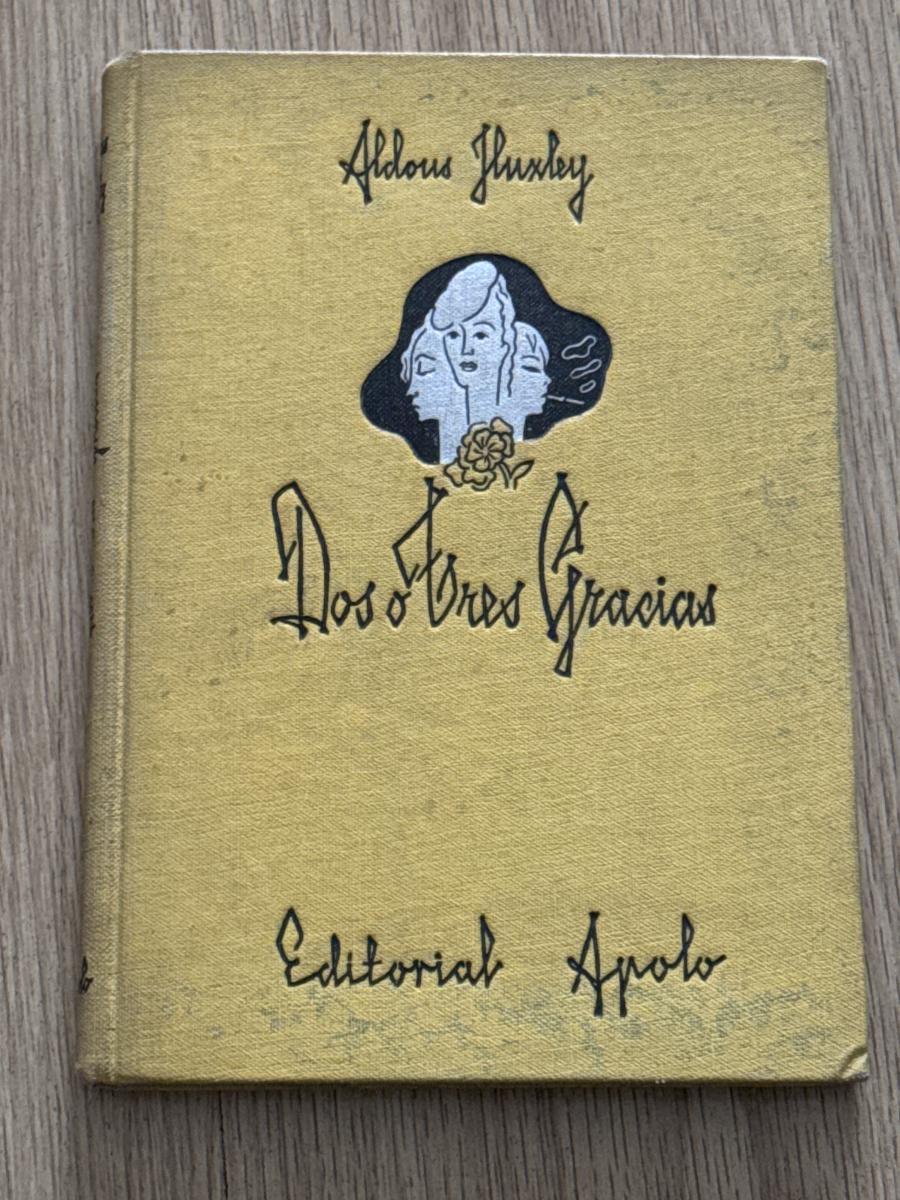 Aldous Huxley
Dos o Tres Gracias
Editorial Apolo